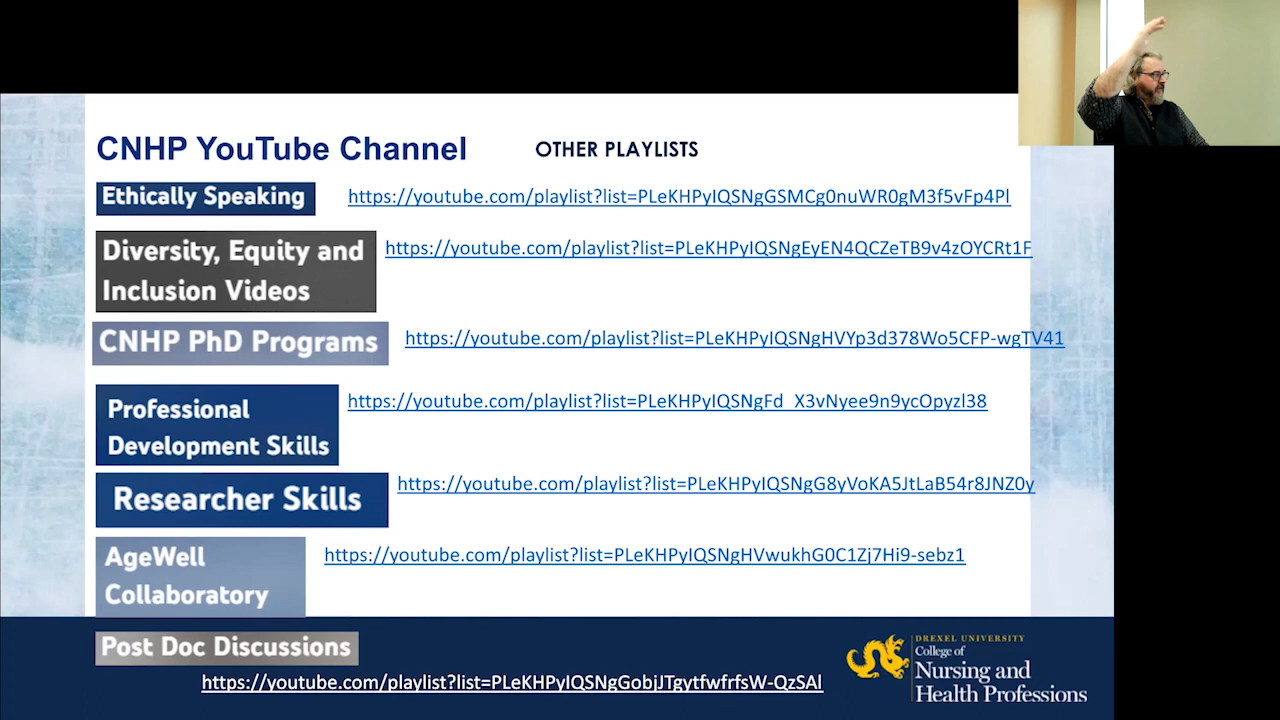 CNHP YouTube Channel OTHER PLAYLISTS
Ethically Speaking https://youtube.com/playlist?list=PLeKHPyIQSNgGSMCg0nuWR0gM3f5vFp4Pl
Diversity, Equity and https://youtube.com/playlist?list=PLeKHPyIQSNgEyEN4QCZeTB9v4zOYCRt1F
Inclusion Videos
CNHP PhD Programs https://youtube.com/playlist?list=PLeKHPyIQSNgHVYp3d378Wo5CFP-wgTV41
Professional https://youtube.com/playlist?list=PLeKHPyIQSNgFd_X3vNyee9n9ycOpyzl38
Development Skills
Researcher Skills https://youtube.com/playlist?list=PLeKHPyIQSNgG8yVoKA5JtLaB54r8JNZ0y
AgeWell https://youtube.com/playlist?list=PLeKHPyIQSNgHVwukhG0C1Zj7Hi9-sebz1
Collaboratory
Post Doc Discussions
https://youtube.com/playlist?list=PLeKHPyIQSNgGobjJTgytfwfrfsW-QzSAl
DREXEL UNIVERSITY
College of
Nursing and
Health Professions